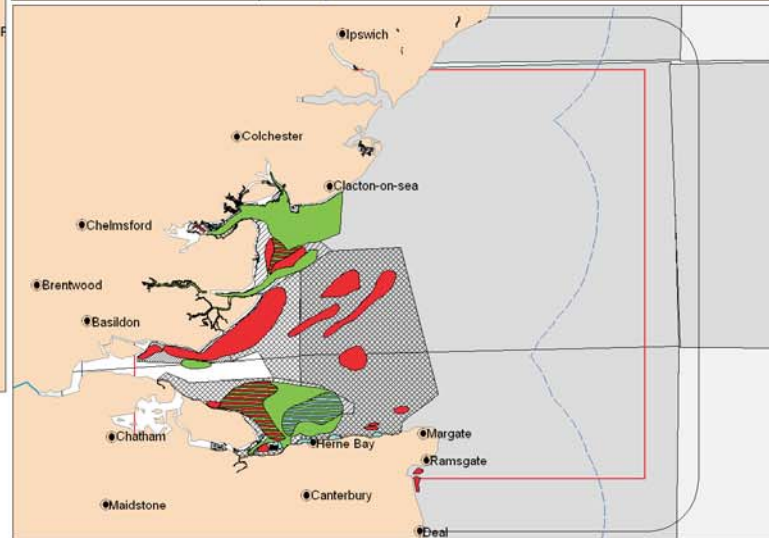 Ipswich
Colchester
Clacton-on-sea
Chelmsford
Brentwood
Basildon
Chatham
Herne Bay
Margate
Ramsgate
Canterbury
Maidstone
Deal